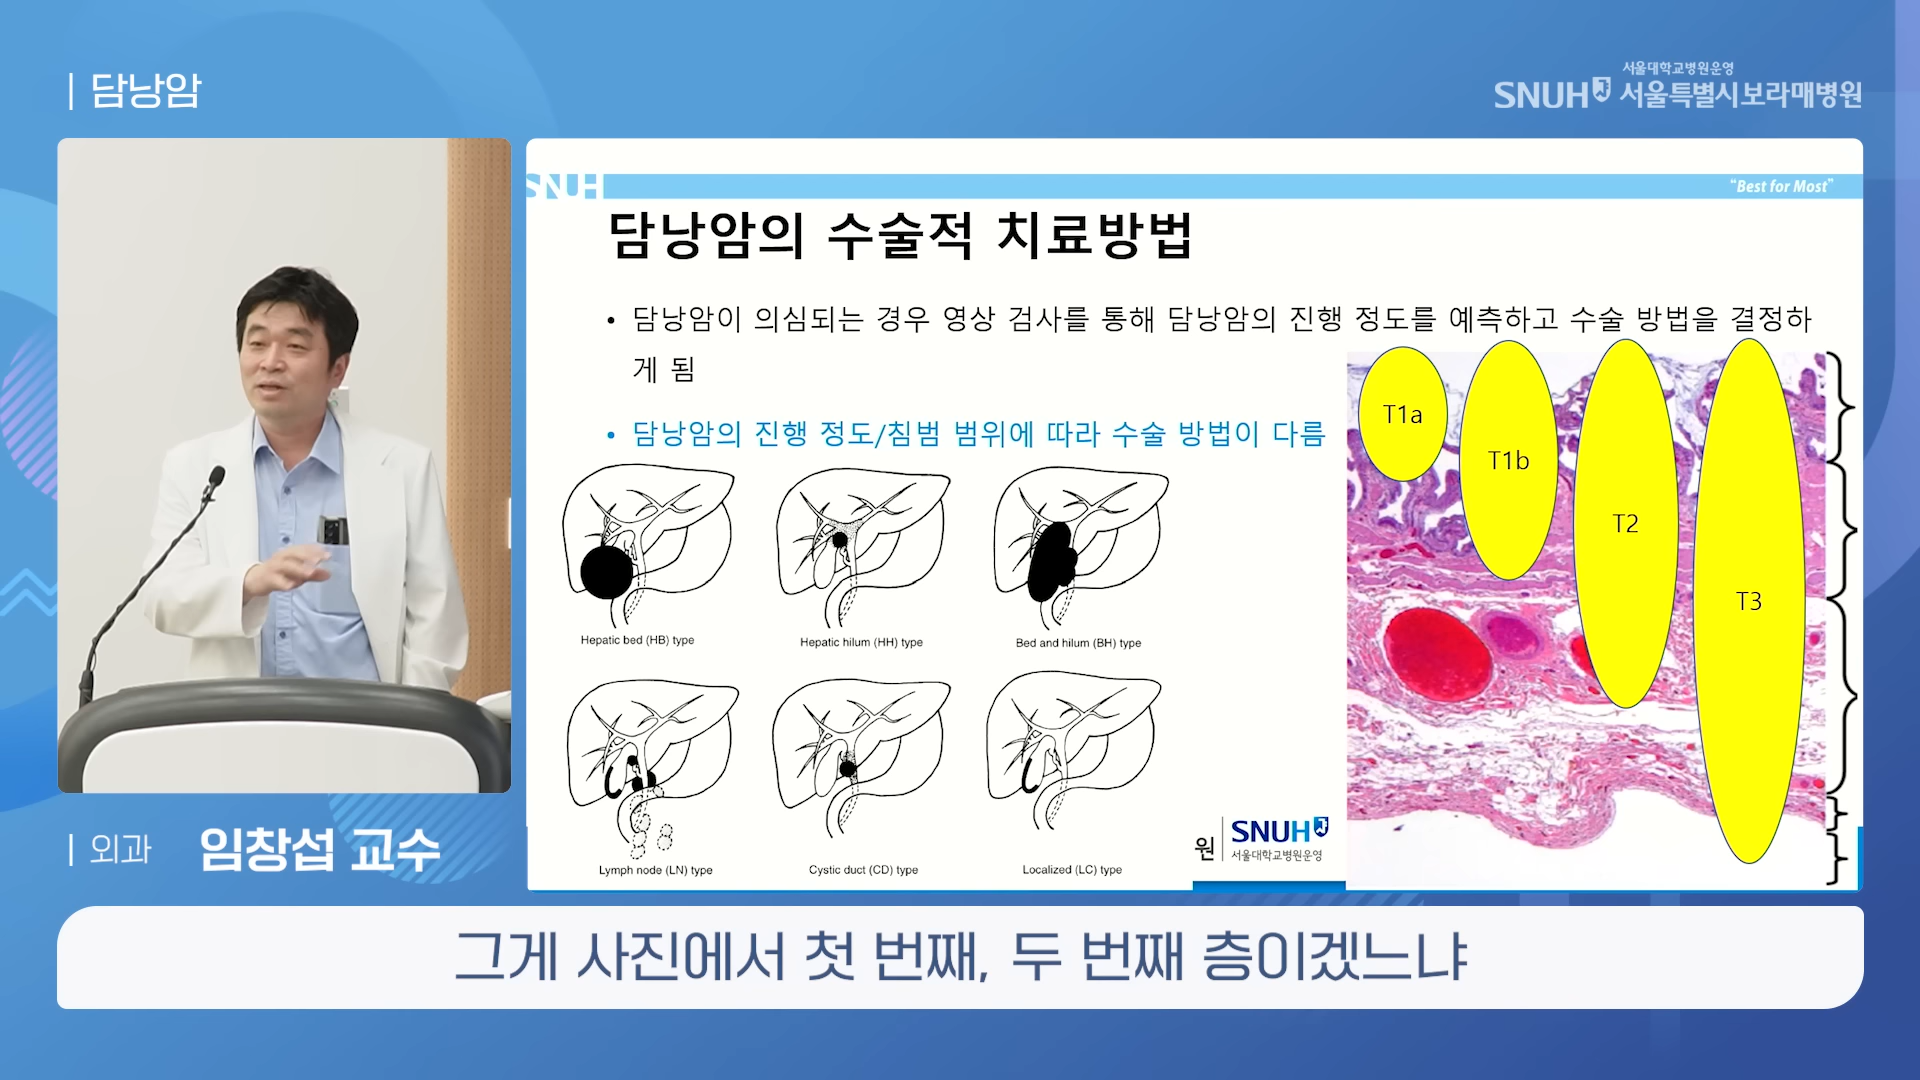 담낭암
서울대학교병원운영
SNUH 서울특별시보라매병원
SNUH
“Best for Most”
담낭암의 수술적 치료방법
• 담낭암이 의심되는 경우 영상 검사를 통해 담낭암의 진행 정도를 예측하고 수술 방법을 결정하
게 됨
• 담낭암의 진행 정도/침범 범위에 따라 수술 방법이 다름
T1a
T1b
T2
T3
Hepatic bed (HB) type
Hepatic hilum (HH) type
Bed and hilum (BH) type
Lymph node (LN) type
Cystic duct (CD) type
Localized (LC) type
원
SNUH
서울대학교병원운영
외과 임창섭 교수
그게 사진에서 첫 번째, 두 번째 층이겠느냐